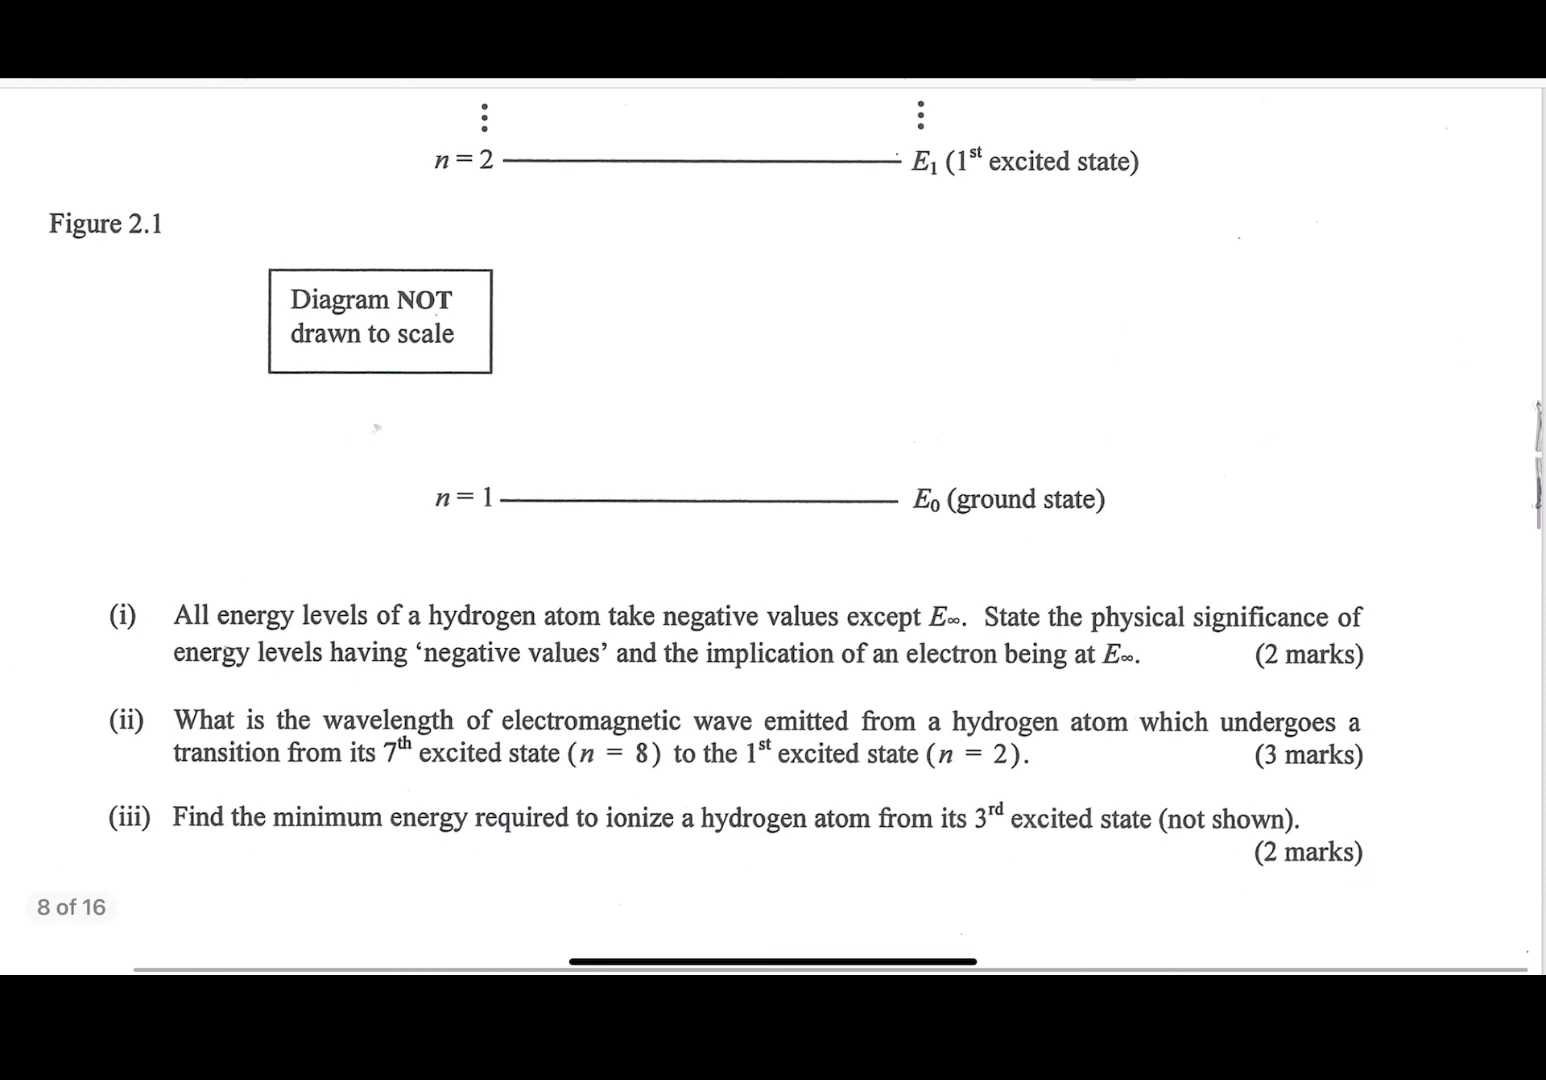 n = 2 E₁ (1ˢᵗ excited state)
Figure 2.1
Diagram NOT
drawn to scale
n = 1 E₀ (ground state)
(i) All energy levels of a hydrogen atom take negative values except E∞. State the physical significance of
energy levels having ‘negative values’ and the implication of an electron being at E∞. (2 marks)
(ii) What is the wavelength of electromagnetic wave emitted from a hydrogen atom which undergoes a
transition from its 7ᵗʰ excited state (n = 8) to the 1ˢᵗ excited state (n = 2). (3 marks)
(iii) Find the minimum energy required to ionize a hydrogen atom from its 3ʳᵈ excited state (not shown).
(2 marks)
8 of 16